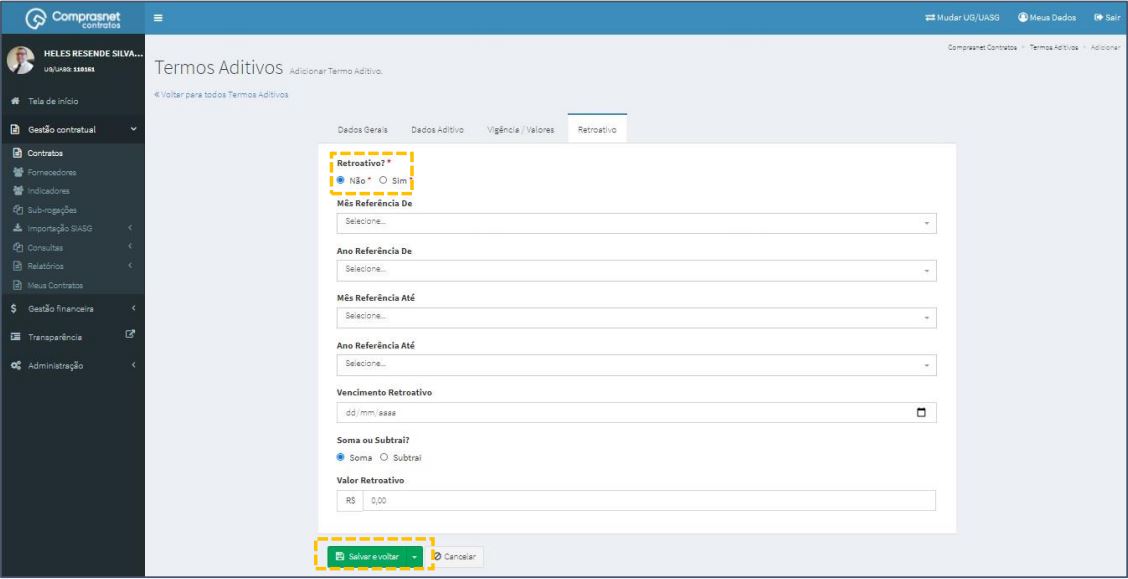 Comprasnet
contratos
Mudar UG/UASG
Meus Dados
Sair
HELES RESENDE SILVA...
UG/UASG: 110161
Comprasnet Contratos > Termos Aditivos > Adicionar
Termos Aditivos Adicionar Termo Aditivo.
« Voltar para todos Termos Aditivos
Tela de início
Gestão contratual
Contratos
Fornecedores
Indicadores
Sub-rogações
Importação SIASG
Consultas
Relatórios
Meus Contratos
Gestão financeira
Transparência
Administração
Dados Gerais
Dados Aditivo
Vigência / Valores
Retroativo
Retroativo? *
Não * Sim *
Mês Referência De
Selecione...
Ano Referência De
Selecione...
Mês Referência Até
Selecione...
Ano Referência Até
Selecione...
Vencimento Retroativo
dd/mm/aaaa
Soma ou Subtrai?
Soma Subtrai
Valor Retroativo
R$ 0,00
Salvar e voltar
Cancelar